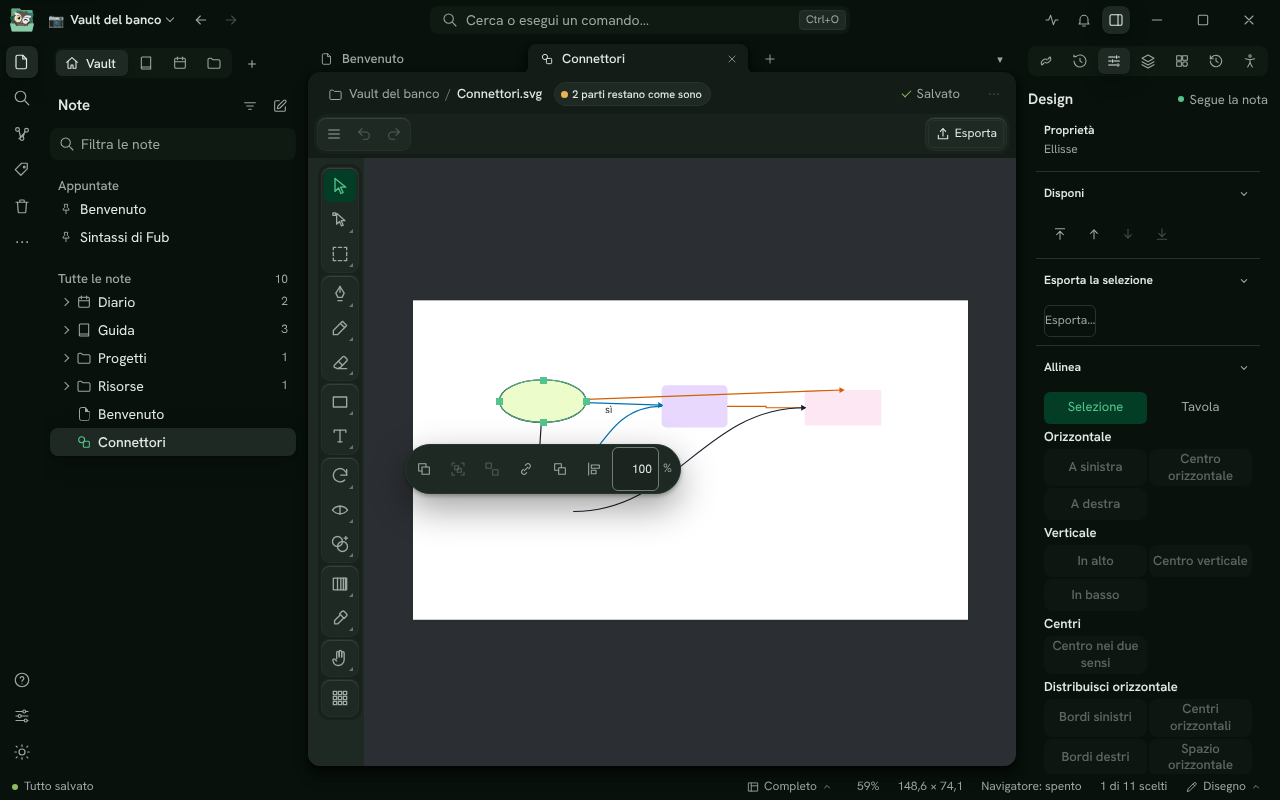 Vault del banco
Cerca o esegui un comando...
Ctrl+O
Vault
Benvenuto
Connettori
Note
Filtra le note
Appuntate
Benvenuto
Sintassi di Fub
Tutte le note
10
Diario
2
Guida
3
Progetti
1
Risorse
1
Benvenuto
Connettori
Vault del banco / Connettori.svg
2 parti restano come sono
Salvato
Esporta
sì
100 %
Design
Segue la nota
Proprietà
Ellisse
Disponi
Esporta la selezione
Esporta...
Allinea
Selezione
Tavola
Orizzontale
A sinistra
Centro orizzontale
A destra
Verticale
In alto
Centro verticale
In basso
Centri
Centro nei due sensi
Distribuisci orizzontale
Bordi sinistri
Centri orizzontali
Bordi destri
Spazio orizzontale
Tutto salvato
Completo
59%
148,6 × 74,1
Navigatore: spento
1 di 11 scelti
Disegno